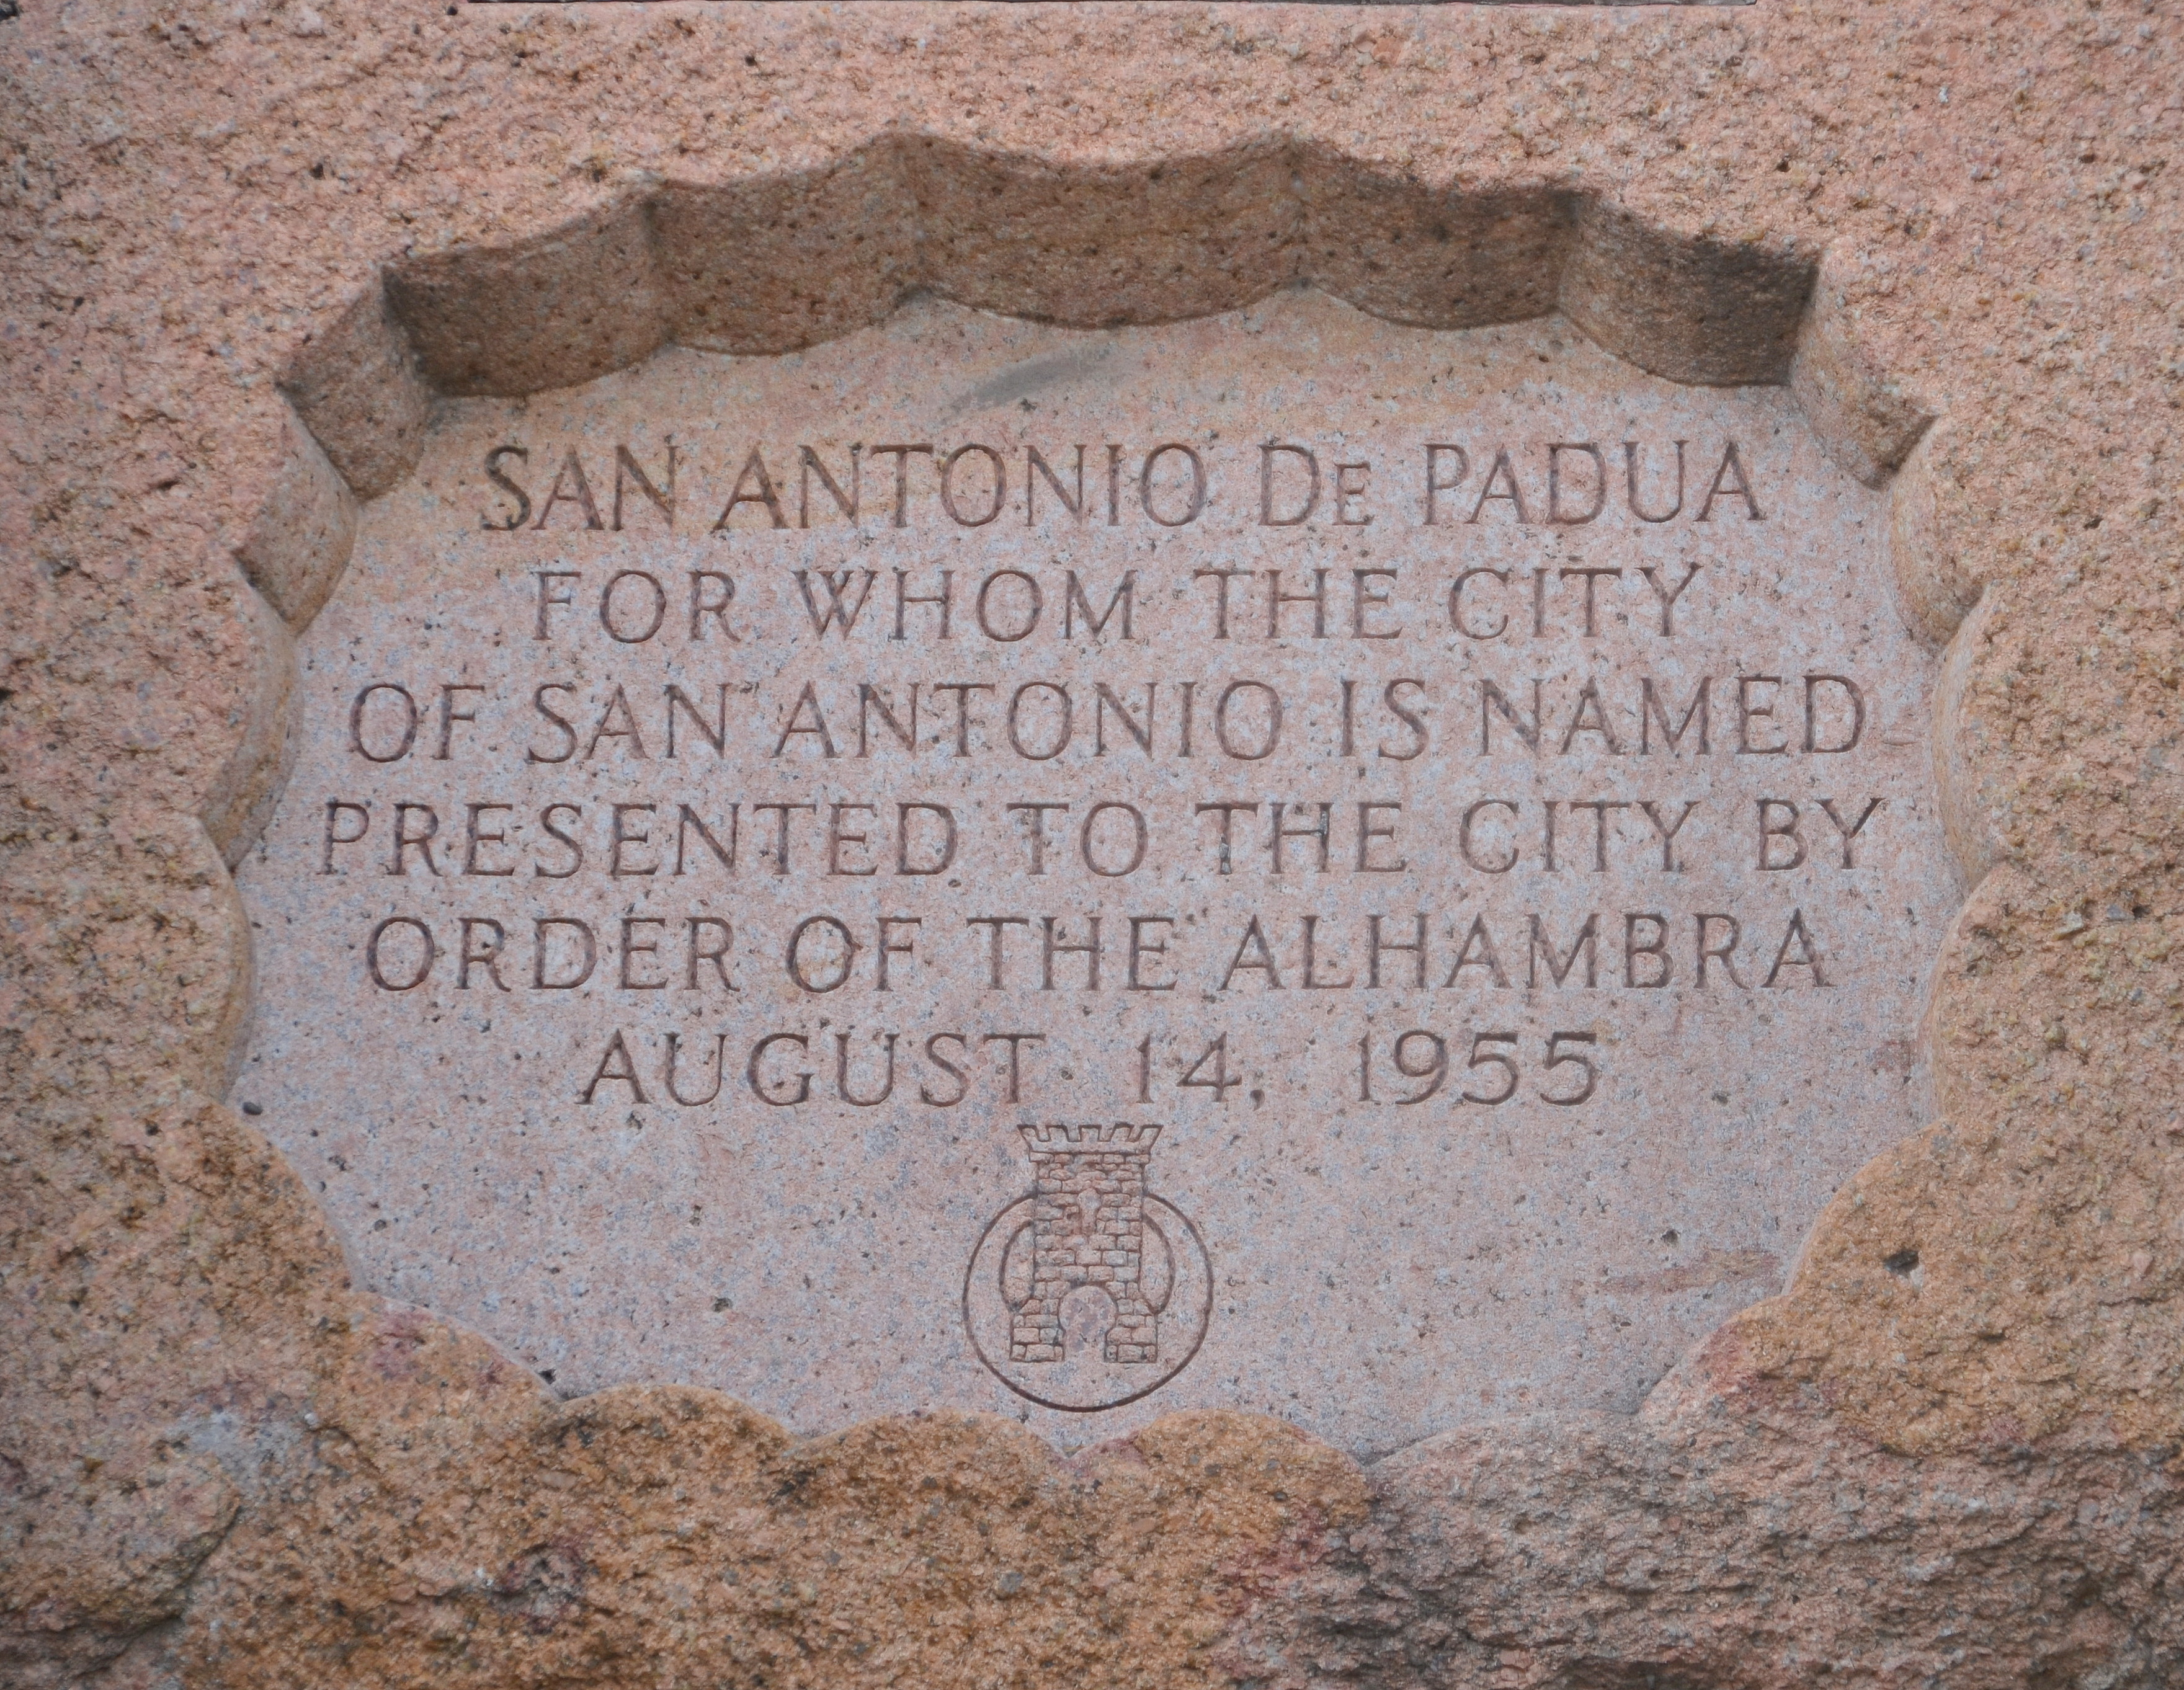 SAN ANTONIO DE PADUA
FOR WHOM THE CITY
OF SAN ANTONIO IS NAMED
PRESENTED TO THE CITY BY
ORDER OF THE ALHAMBRA
AUGUST 14, 1955